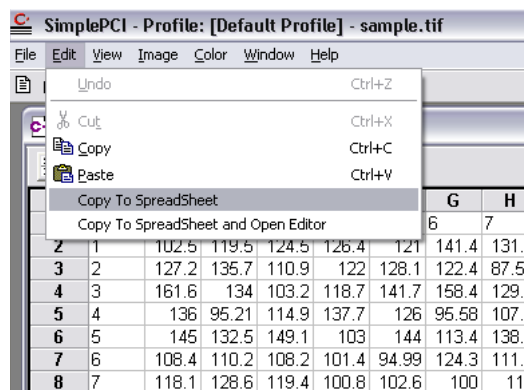 SimplePCI - Profile: [Default Profile] - sample.tif
File Edit View Image Color Window Help
Undo Ctrl+Z
Cut Ctrl+X
Copy Ctrl+C
Paste Ctrl+V
Copy To SpreadSheet
Copy To SpreadSheet and Open Editor
G H
6 7
2 1 102.5 119.5 124.5 126.4 121 141.4 131.
3 2 127.2 135.7 110.9 122 128.1 122.4 87.5
4 3 161.6 134 103.2 118.7 141.7 158.4 129.
5 4 136 95.21 114.9 137.7 126 95.58 107.
6 5 145 132.5 149.1 103 144 113.4 138.
7 6 108.4 110.2 108.2 101.4 94.99 124.3 111.
8 7 118.1 128.6 119.4 100.8 102.6 100